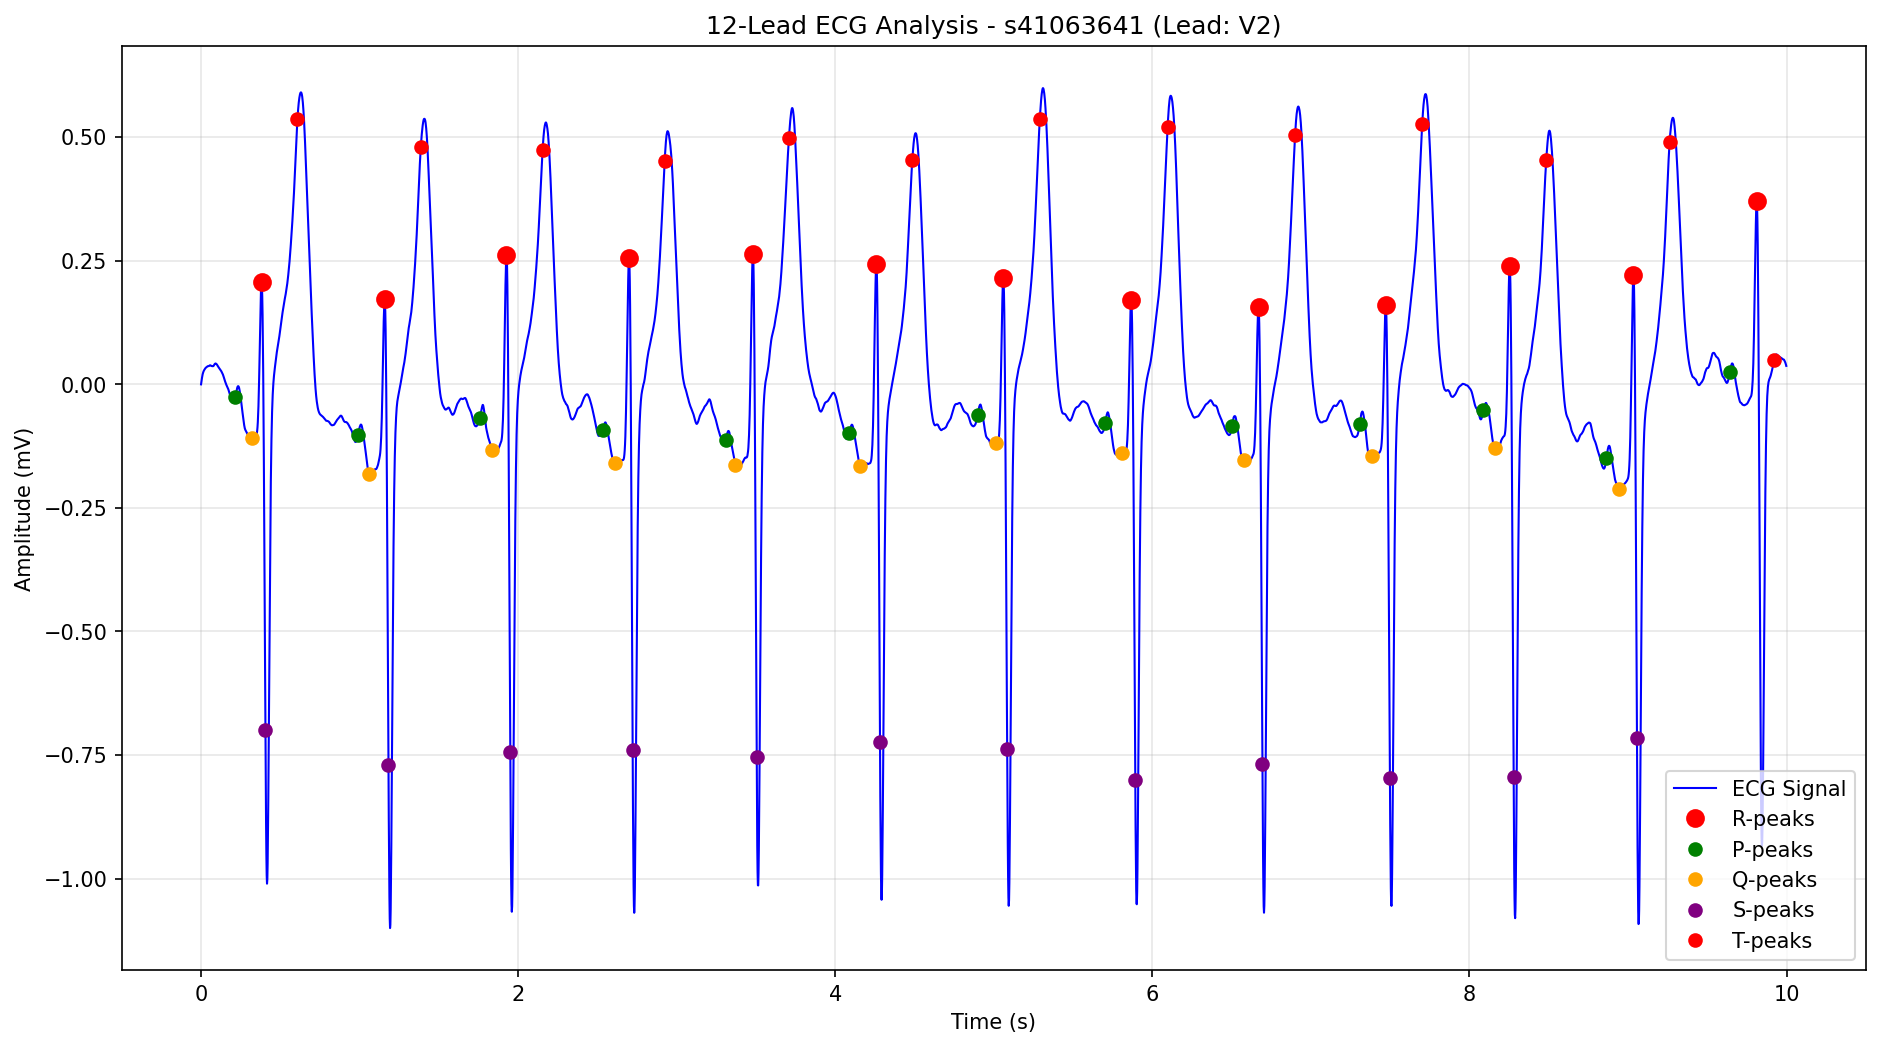 12-Lead ECG Analysis - s41063641 (Lead: V2)
Amplitude (mV)
0.50
0.25
0.00
−0.25
−0.50
−0.75
−1.00
ECG Signal
R-peaks
P-peaks
Q-peaks
S-peaks
T-peaks
0 2 4 6 8 10
Time (s)